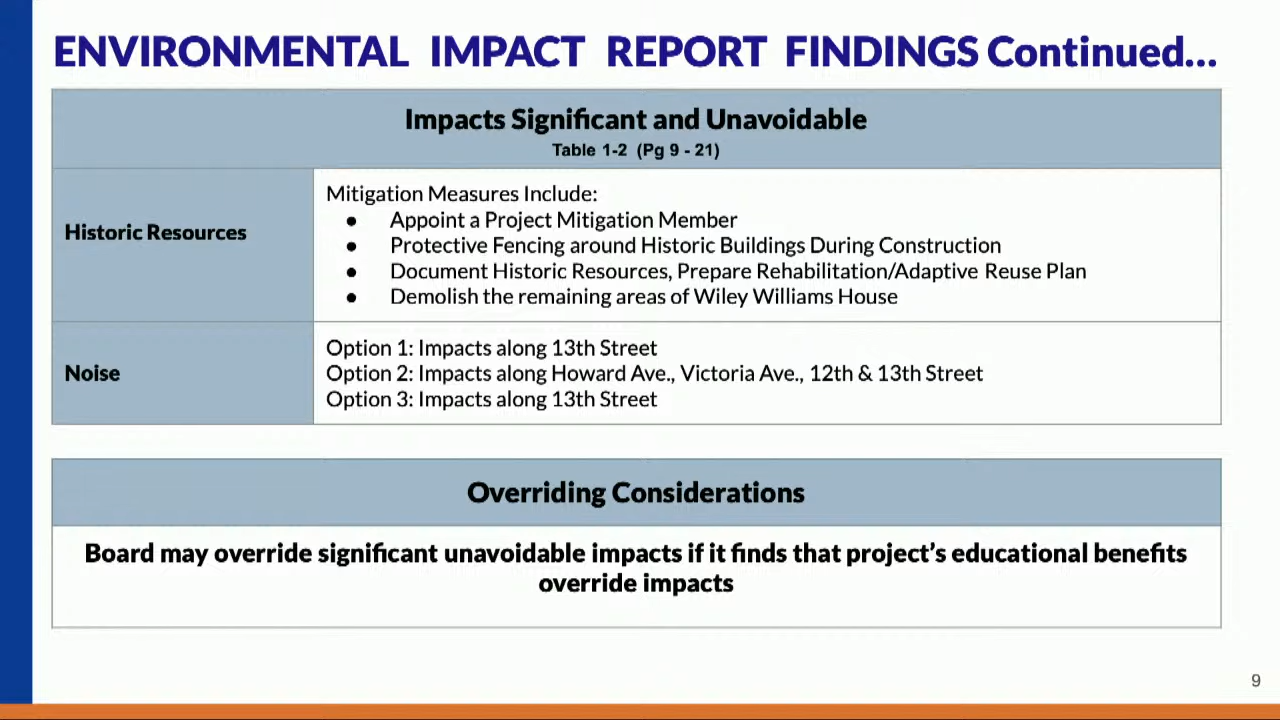 ENVIRONMENTAL IMPACT REPORT FINDINGS Continued...
Impacts Significant and Unavoidable
Table 1-2 (Pg 9 - 21)
Historic Resources
Mitigation Measures Include:
● Appoint a Project Mitigation Member
● Protective Fencing around Historic Buildings During Construction
● Document Historic Resources, Prepare Rehabilitation/Adaptive Reuse Plan
● Demolish the remaining areas of Wiley Williams House
Noise
Option 1: Impacts along 13th Street
Option 2: Impacts along Howard Ave., Victoria Ave., 12th & 13th Street
Option 3: Impacts along 13th Street
Overriding Considerations
Board may override significant unavoidable impacts if it finds that project's educational benefits
override impacts
9